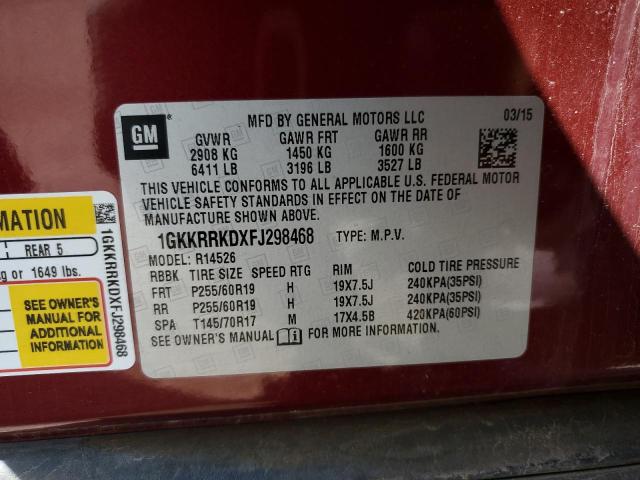 GM
MFD BY GENERAL MOTORS LLC 03/15
GVWR GAWR FRT GAWR RR
2908 KG 1450 KG 1600 KG
6411 LB 3196 LB 3527 LB
THIS VEHICLE CONFORMS TO ALL APPLICABLE U.S. FEDERAL MOTOR
VEHICLE SAFETY STANDARDS IN EFFECT ON THE DATE OF
MANUFACTURE SHOWN ABOVE.
1GKKRRKDXFJ298468 TYPE: M.P.V.
MODEL: R14526
RBBK TIRE SIZE SPEED RTG RIM COLD TIRE PRESSURE
FRT P255/60R19 H 19X7.5J 240KPA(35PSI)
RR P255/60R19 H 19X7.5J 240KPA(35PSI)
SPA T145/70R17 M 17X4.5B 420KPA(60PSI)
SEE OWNER'S MANUAL FOR MORE INFORMATION
MATION
REAR 5
or 1649 lbs.
SEE OWNER'S
MANUAL FOR
ADDITIONAL
INFORMATION
1GKKRRKDXFJ298468